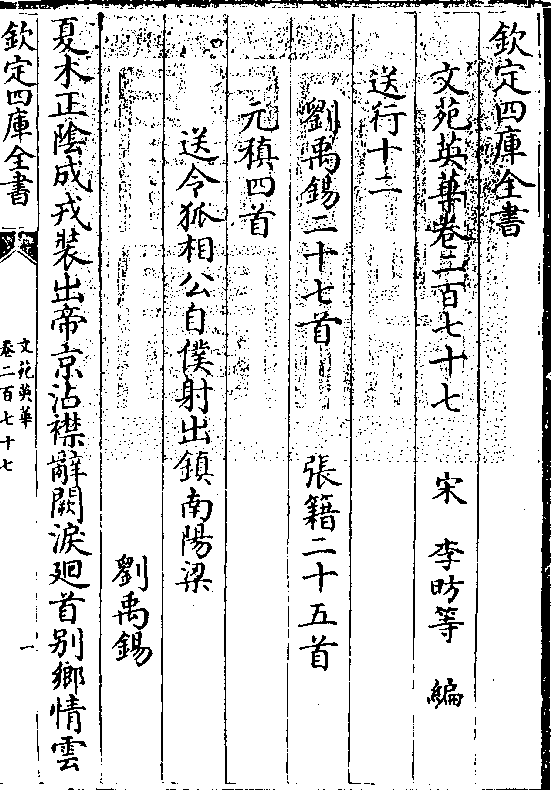 欽定四庫全書
文苑英華卷二百七十七 宋 李昉等 編
送行十二
劉禹錫二十七首 張籍二十五首
元稹四首
送令狐相公自僕射出鎮南陽梁
劉禹錫
夏木正陰成戎裝出帝京沾襟辭闕淚廻首别鄉情雲
欽定四庫全書
文苑英華
卷二百七十七
一